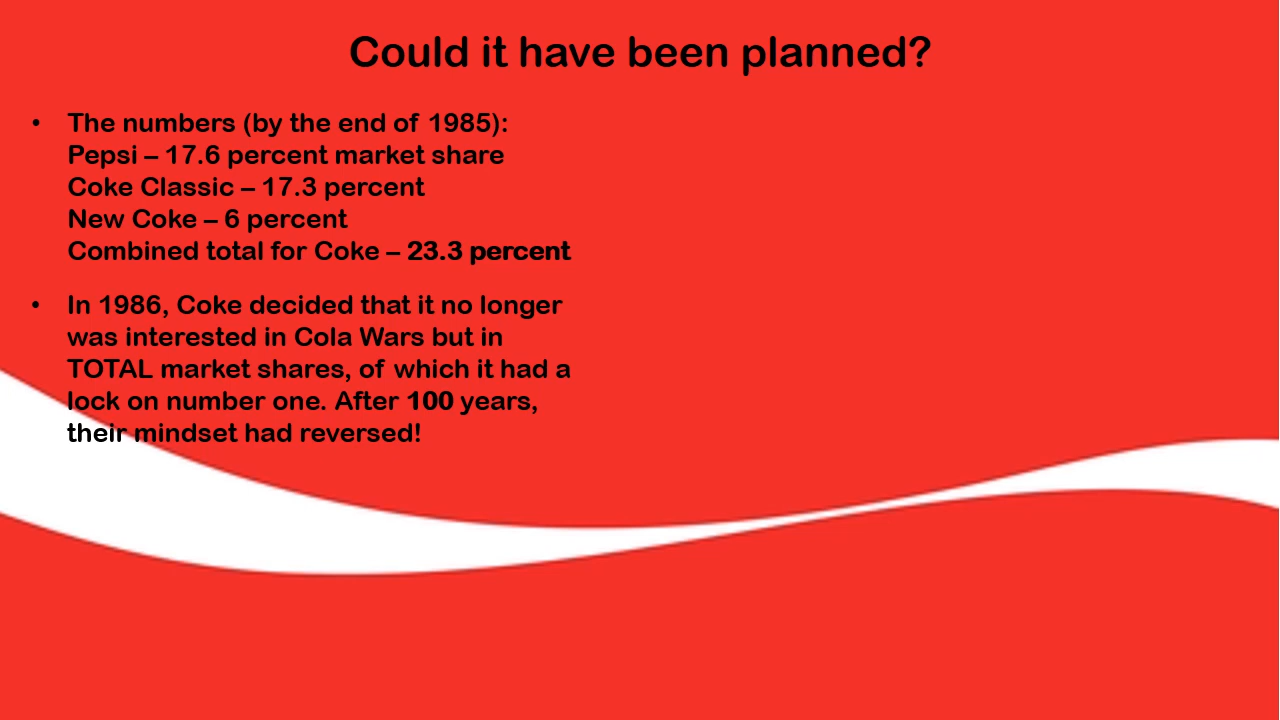 Could it have been planned?
• The numbers (by the end of 1985):
Pepsi – 17.6 percent market share
Coke Classic – 17.3 percent
New Coke – 6 percent
Combined total for Coke – 23.3 percent
• In 1986, Coke decided that it no longer
was interested in Cola Wars but in
TOTAL market shares, of which it had a
lock on number one. After 100 years,
their mindset had reversed!